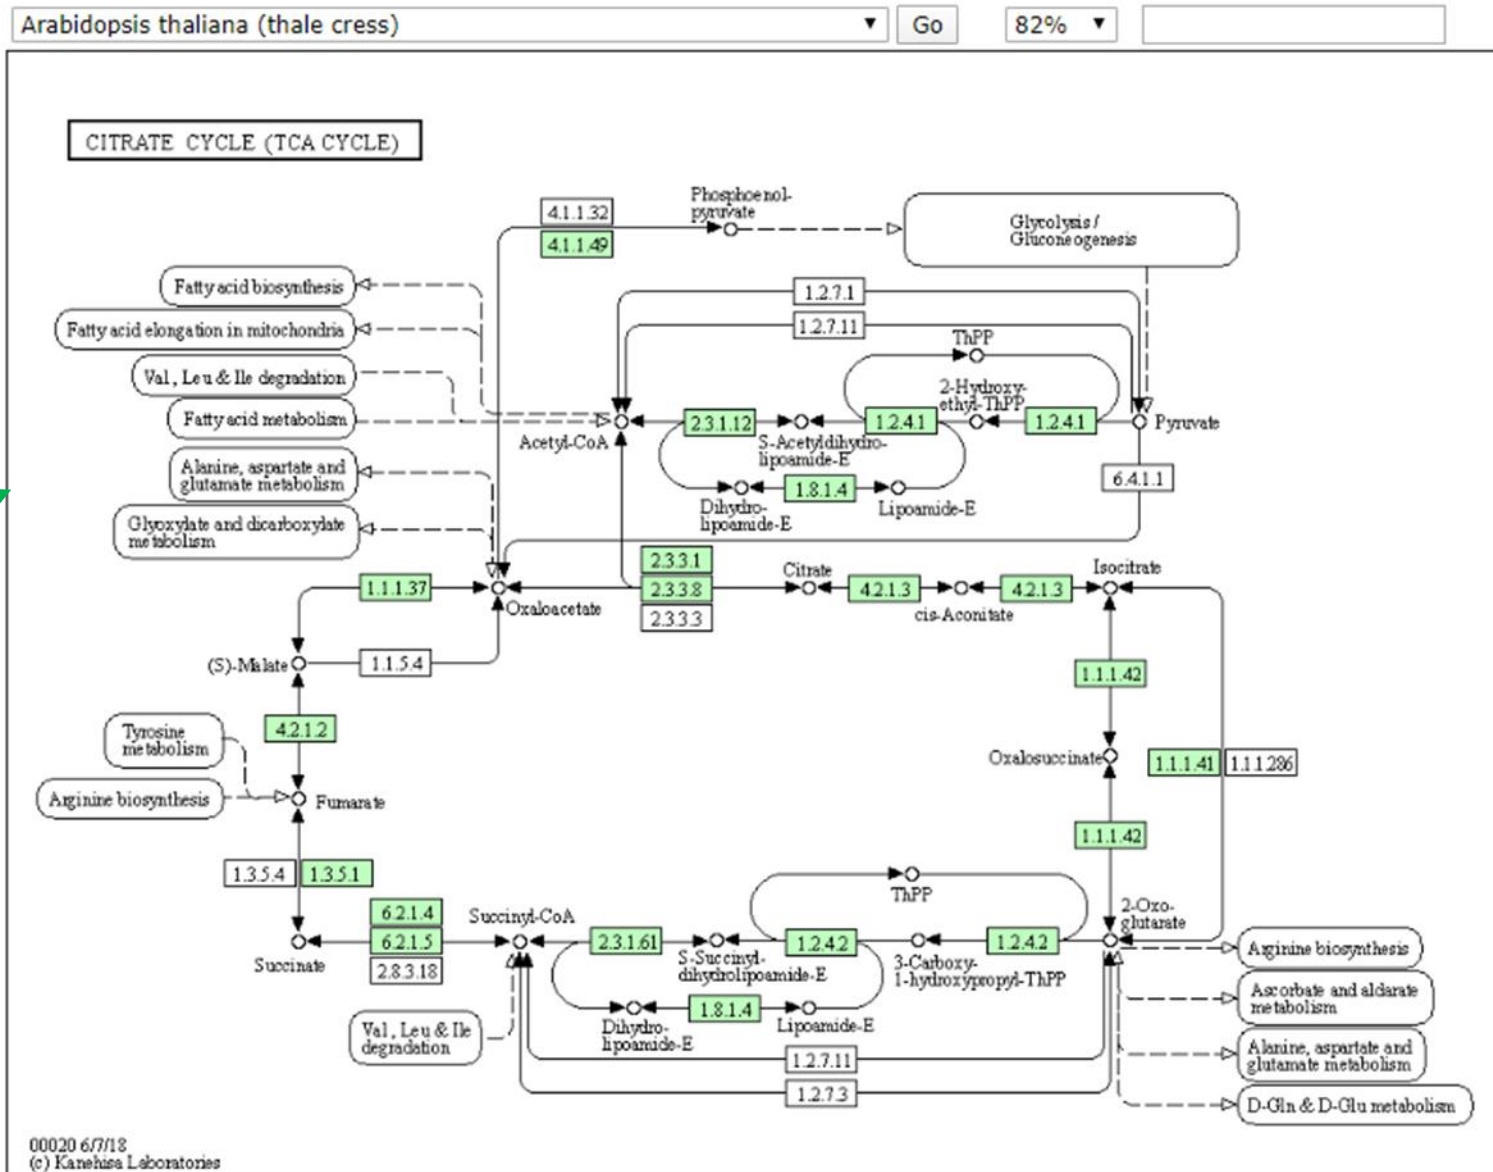 Arabidopsis thaliana (thale cress)
Go
82%
CITRATE CYCLE (TCA CYCLE)
Phosphoenol-
pyruvate
4.1.1.32
4.1.1.49
Glycolysis /
Gluconeogenesis
Fatty acid biosynthesis
Fatty acid elongation in mitochondria
Val, Leu & Ile degradation
Fatty acid metabolism
Alanine, aspartate and
glutamate metabolism
Glyoxylate and dicarboxylate
metabolism
1.2.7.1
1.2.7.11
ThPP
2-Hydroxy-
ethyl-ThPP
Acetyl-CoA
2.3.1.12
S-Acetyldihydro-
lipoamide-E
1.2.4.1
1.2.4.1
Pyruvate
Dihydro-
lipoamide-E
1.8.1.4
Lipoamide-E
6.4.1.1
1.1.1.37
Oxaloacetate
2.3.3.1
2.3.3.8
2.3.3.3
Citrate
4.2.1.3
cis-Aconitate
4.2.1.3
Isocitrate
(S)-Malate
1.1.5.4
1.1.1.42
4.2.1.2
Tyrosine
metabolism
Arginine biosynthesis
Fumarate
Oxalosuccinate
1.1.1.41
1.1.1.286
1.1.1.42
1.3.5.4
1.3.5.1
ThPP
6.2.1.4
6.2.1.5
2.8.3.18
Succinate
Succinyl-CoA
2.3.1.61
S-Succinyl-
dihydrolipoamide-E
1.2.4.2
3-Carboxy-
1-hydroxypropyl-ThPP
1.2.4.2
2-Oxo-
glutarate
Dihydro-
lipoamide-E
1.8.1.4
Lipoamide-E
Val, Leu & Ile
degradation
1.2.7.11
1.2.7.3
Arginine biosynthesis
Ascorbate and aldarate
metabolism
Alanine, aspartate and
glutamate metabolism
D-Gln & D-Glu metabolism
00020 6/7/18
(c) Kanehisa Laboratories